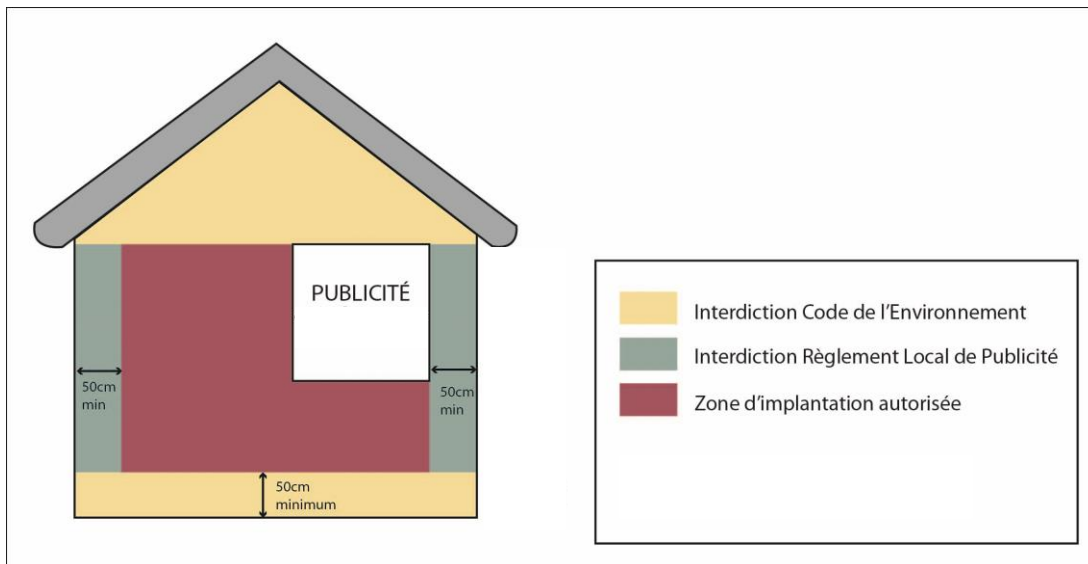 PUBLICITÉ
50cm
min
50cm
min
50cm
minimum
Interdiction Code de l'Environnement
Interdiction Règlement Local de Publicité
Zone d'implantation autorisée